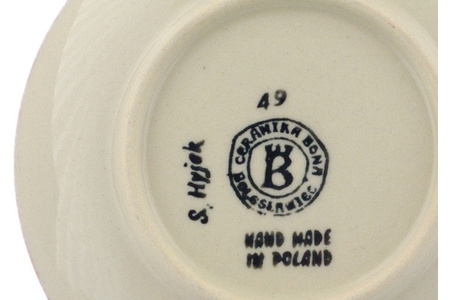 49
CERAMIKA BONA
B
BOLESŁAWIEC
S. Hyjek
HAND MADE
IN POLAND